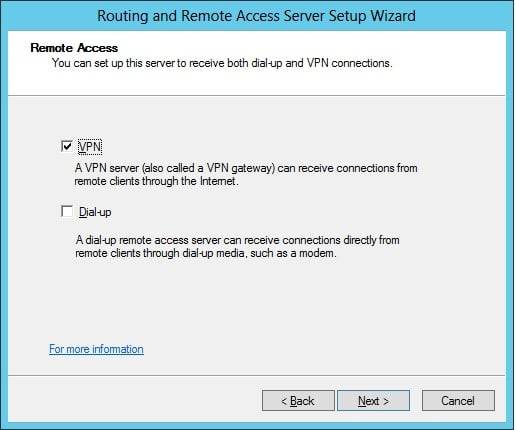 Routing and Remote Access Server Setup Wizard
Remote Access
You can set up this server to receive both dial-up and VPN connections.
VPN
A VPN server (also called a VPN gateway) can receive connections from
remote clients through the Internet.
Dial-up
A dial-up remote access server can receive connections directly from
remote clients through dial-up media, such as a modem.
For more information
< Back Next > Cancel